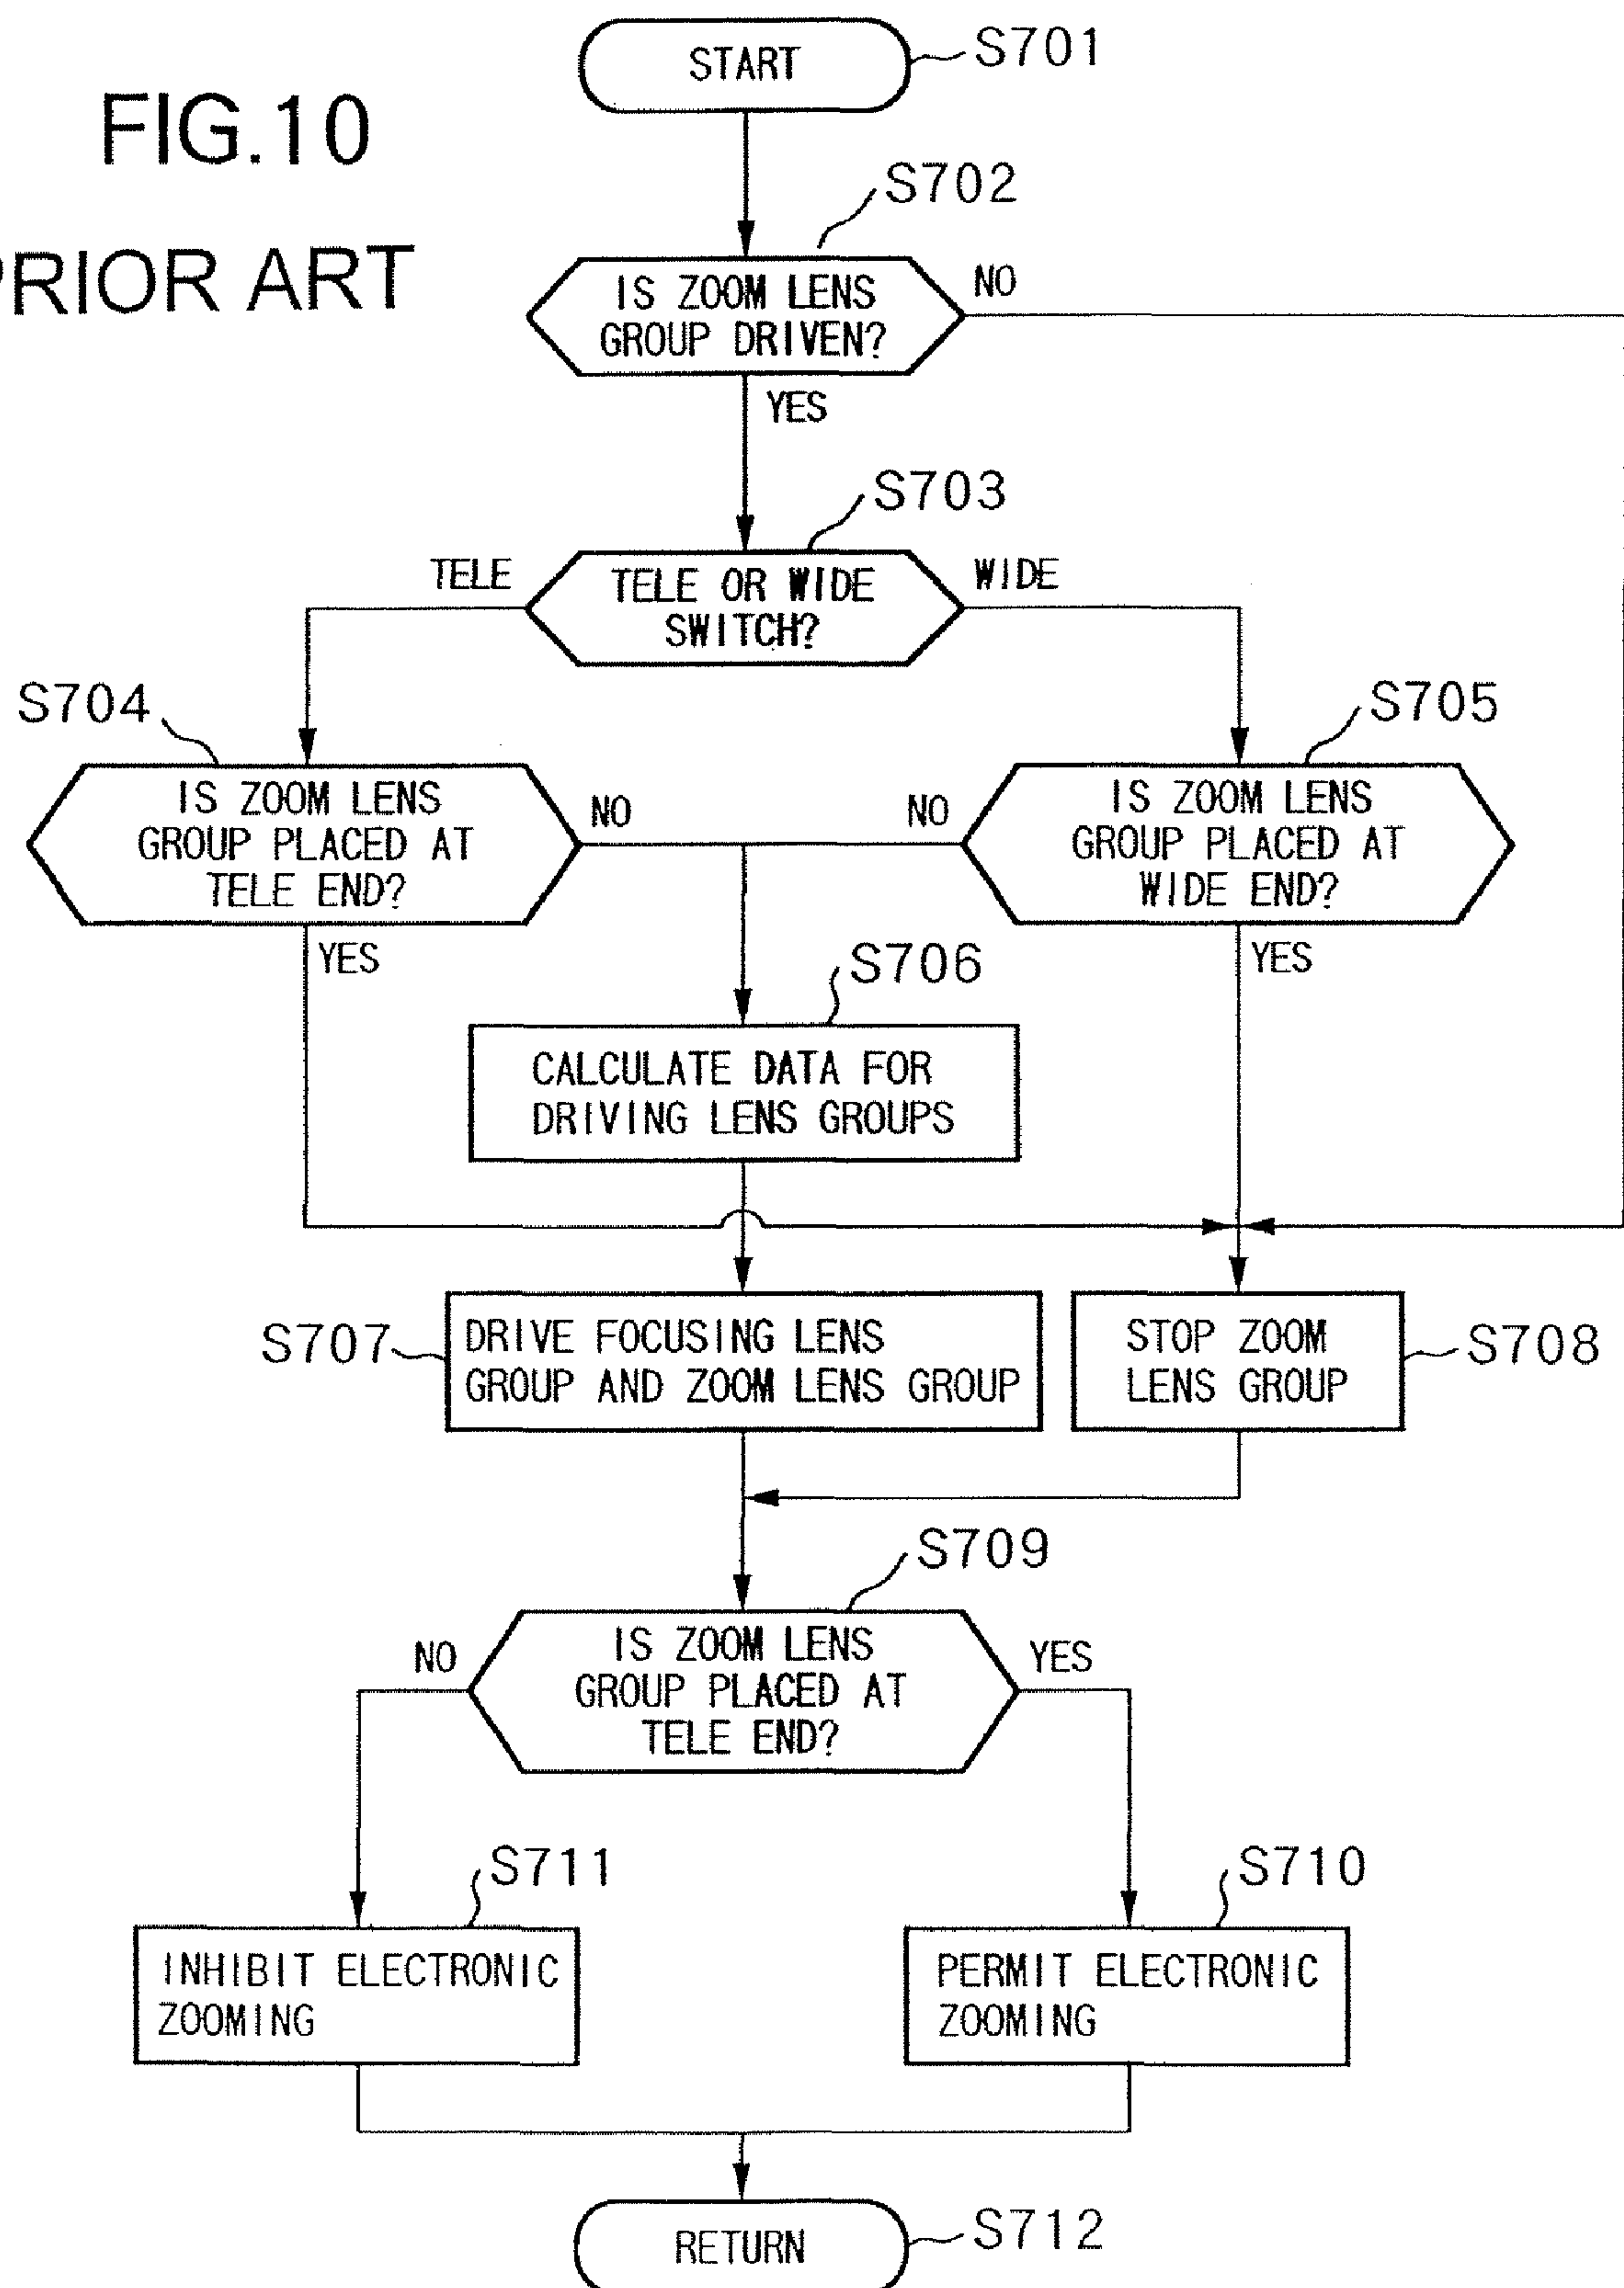 START
S701
FIG.10
PRIOR ART
S702
IS ZOOM LENS
GROUP DRIVEN?
NO
YES
S703
TELE
TELE OR WIDE
SWITCH?
WIDE
S704
S705
IS ZOOM LENS
GROUP PLACED AT
TELE END?
NO
NO
IS ZOOM LENS
GROUP PLACED AT
WIDE END?
YES
YES
S706
CALCULATE DATA FOR
DRIVING LENS GROUPS
S707
DRIVE FOCUSING LENS
GROUP AND ZOOM LENS GROUP
STOP ZOOM
LENS GROUP
S708
S709
NO
IS ZOOM LENS
GROUP PLACED AT
TELE END?
YES
S711
S710
INHIBIT ELECTRONIC
ZOOMING
PERMIT ELECTRONIC
ZOOMING
RETURN
S712